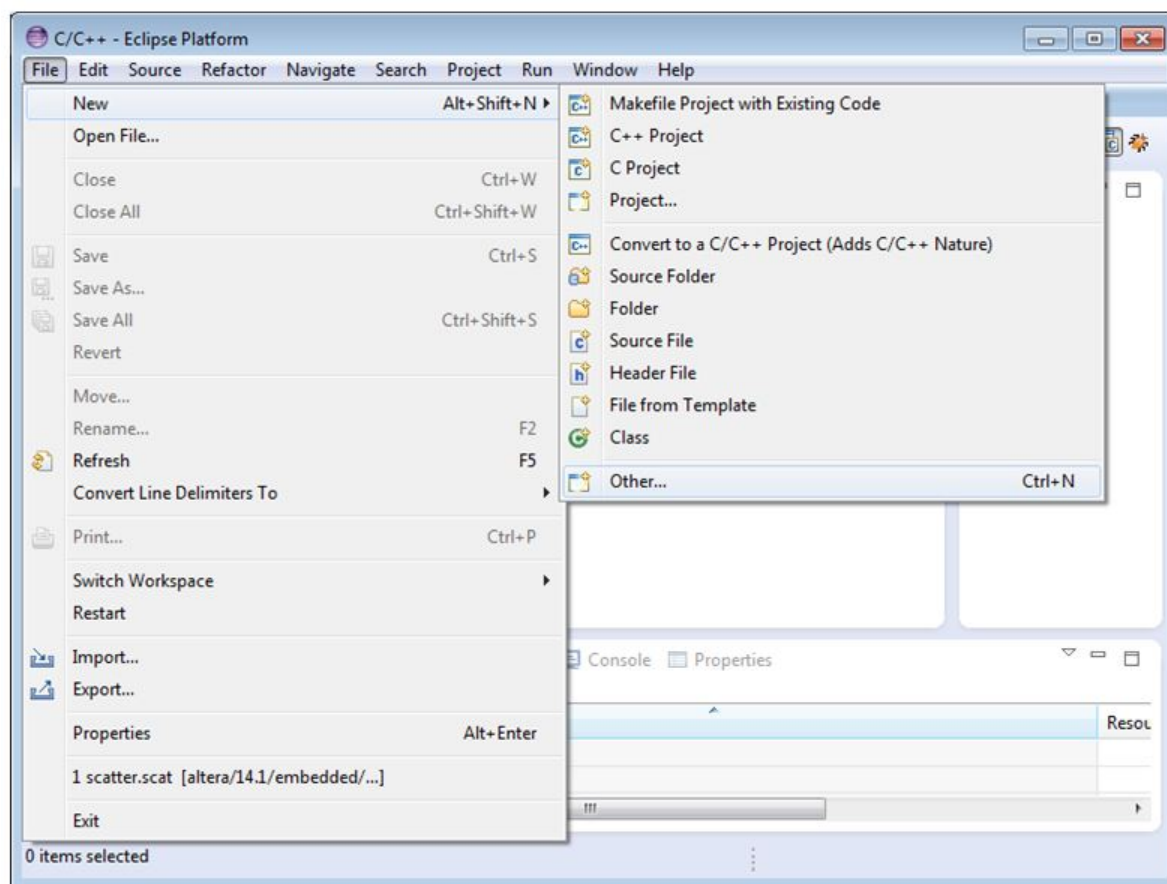 C/C++ - Eclipse Platform
File Edit Source Refactor Navigate Search Project Run Window Help
New Alt+Shift+N
Open File...
Close Ctrl+W
Close All Ctrl+Shift+W
Save Ctrl+S
Save As...
Save All Ctrl+Shift+S
Revert
Move...
Rename... F2
Refresh F5
Convert Line Delimiters To
Print... Ctrl+P
Switch Workspace
Restart
Import...
Export...
Properties Alt+Enter
1 scatter.scat [altera/14.1/embedded/...]
Exit
Makefile Project with Existing Code
C++ Project
C Project
Project...
Convert to a C/C++ Project (Adds C/C++ Nature)
Source Folder
Folder
Source File
Header File
File from Template
Class
Other... Ctrl+N
Console Properties
Resou
0 items selected